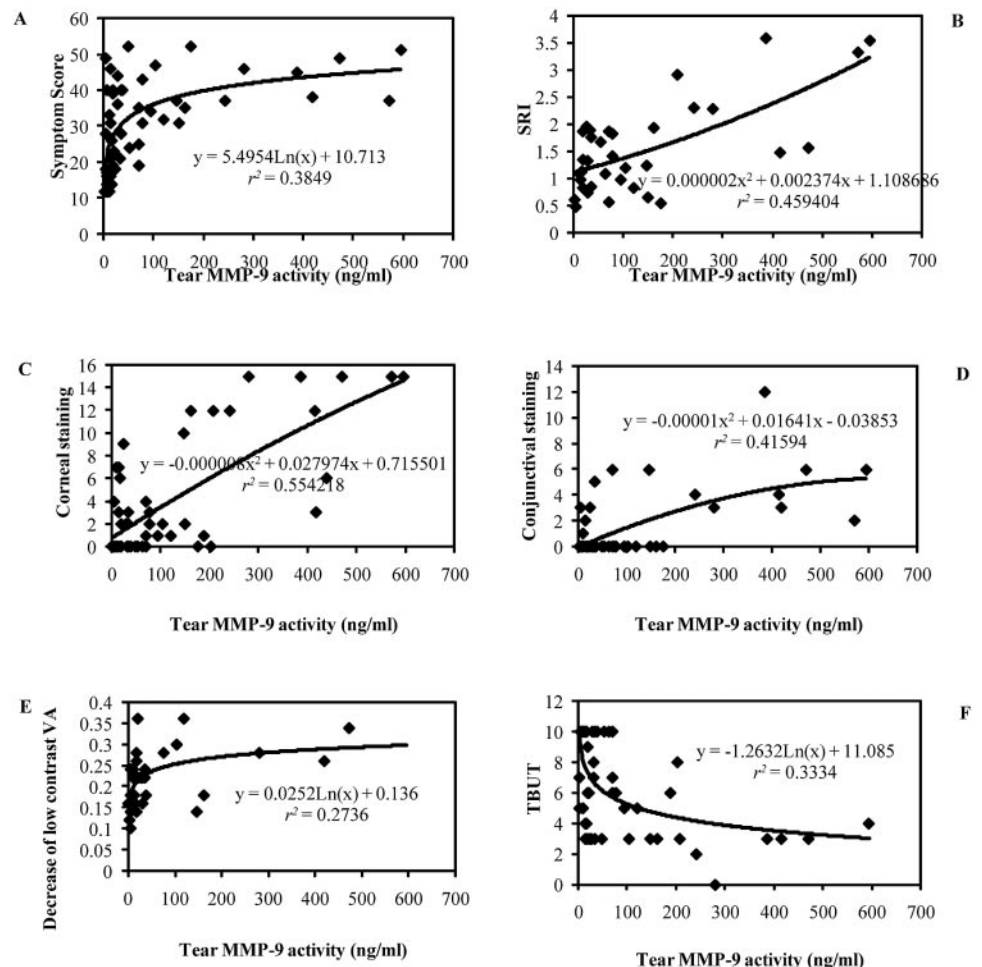 A
Symptom Score
60
50
40
30
20
10
0
y = 5.4954Ln(x) + 10.713
r² = 0.3849
0 100 200 300 400 500 600 700
Tear MMP-9 activity (ng/ml)
B
SRI
4
3.5
3
2.5
2
1.5
1
0.5
0
y = 0.000002x² + 0.002374x + 1.108686
r² = 0.459404
0 100 200 300 400 500 600 700
Tear MMP-9 activity (ng/ml)
C
Corneal staining
16
14
12
10
8
6
4
2
0
y = -0.000008x² + 0.027974x + 0.715501
r² = 0.554218
0 100 200 300 400 500 600 700
Tear MMP-9 activity (ng/ml)
D
Conjunctival staining
14
12
10
8
6
4
2
0
y = -0.00001x² + 0.01641x - 0.03853
r² = 0.41594
0 100 200 300 400 500 600 700
Tear MMP-9 activity (ng/ml)
E
Decrease of low contrast VA
0.4
0.35
0.3
0.25
0.2
0.15
0.1
0.05
0
y = 0.0252Ln(x) + 0.136
r² = 0.2736
0 100 200 300 400 500 600 700
Tear MMP-9 activity (ng/ml)
F
TBUT
12
10
8
6
4
2
0
y = -1.2632Ln(x) + 11.085
r² = 0.3334
0 100 200 300 400 500 600 700
Tear MMP-9 activity (ng/ml)